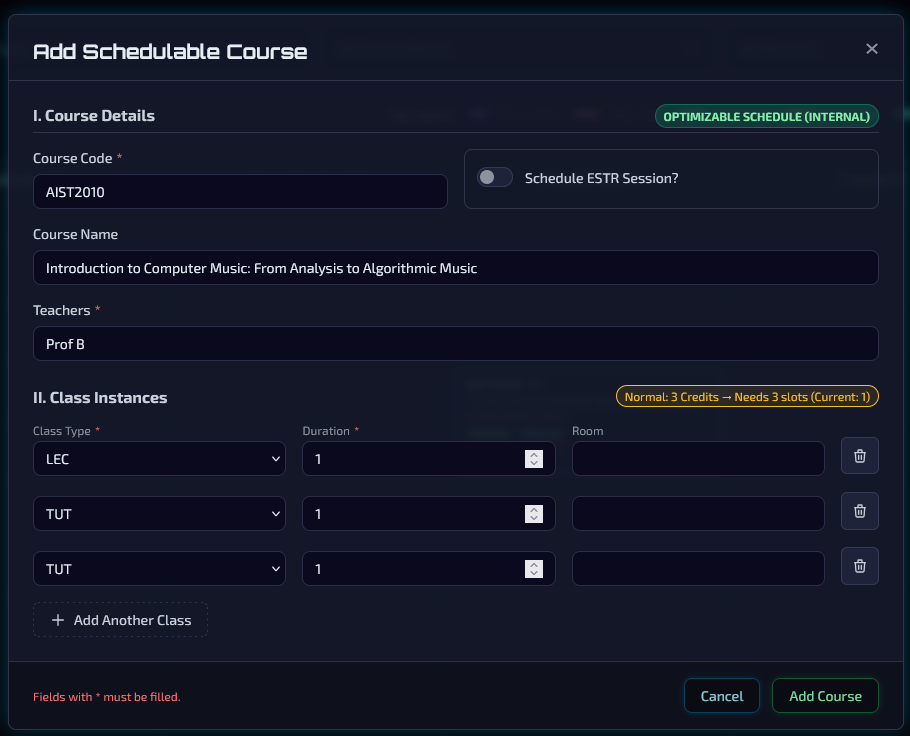 Add Schedulable Course
I. Course Details
OPTIMIZABLE SCHEDULE (INTERNAL)
Course Code *
AIST2010
Schedule ESTR Session?
Course Name
Introduction to Computer Music: From Analysis to Algorithmic Music
Teachers *
Prof B
II. Class Instances
Normal: 3 Credits → Needs 3 slots (Current: 1)
Class Type *
Duration *
Room
LEC
1
TUT
1
TUT
1
Add Another Class
Fields with * must be filled.
Cancel
Add Course